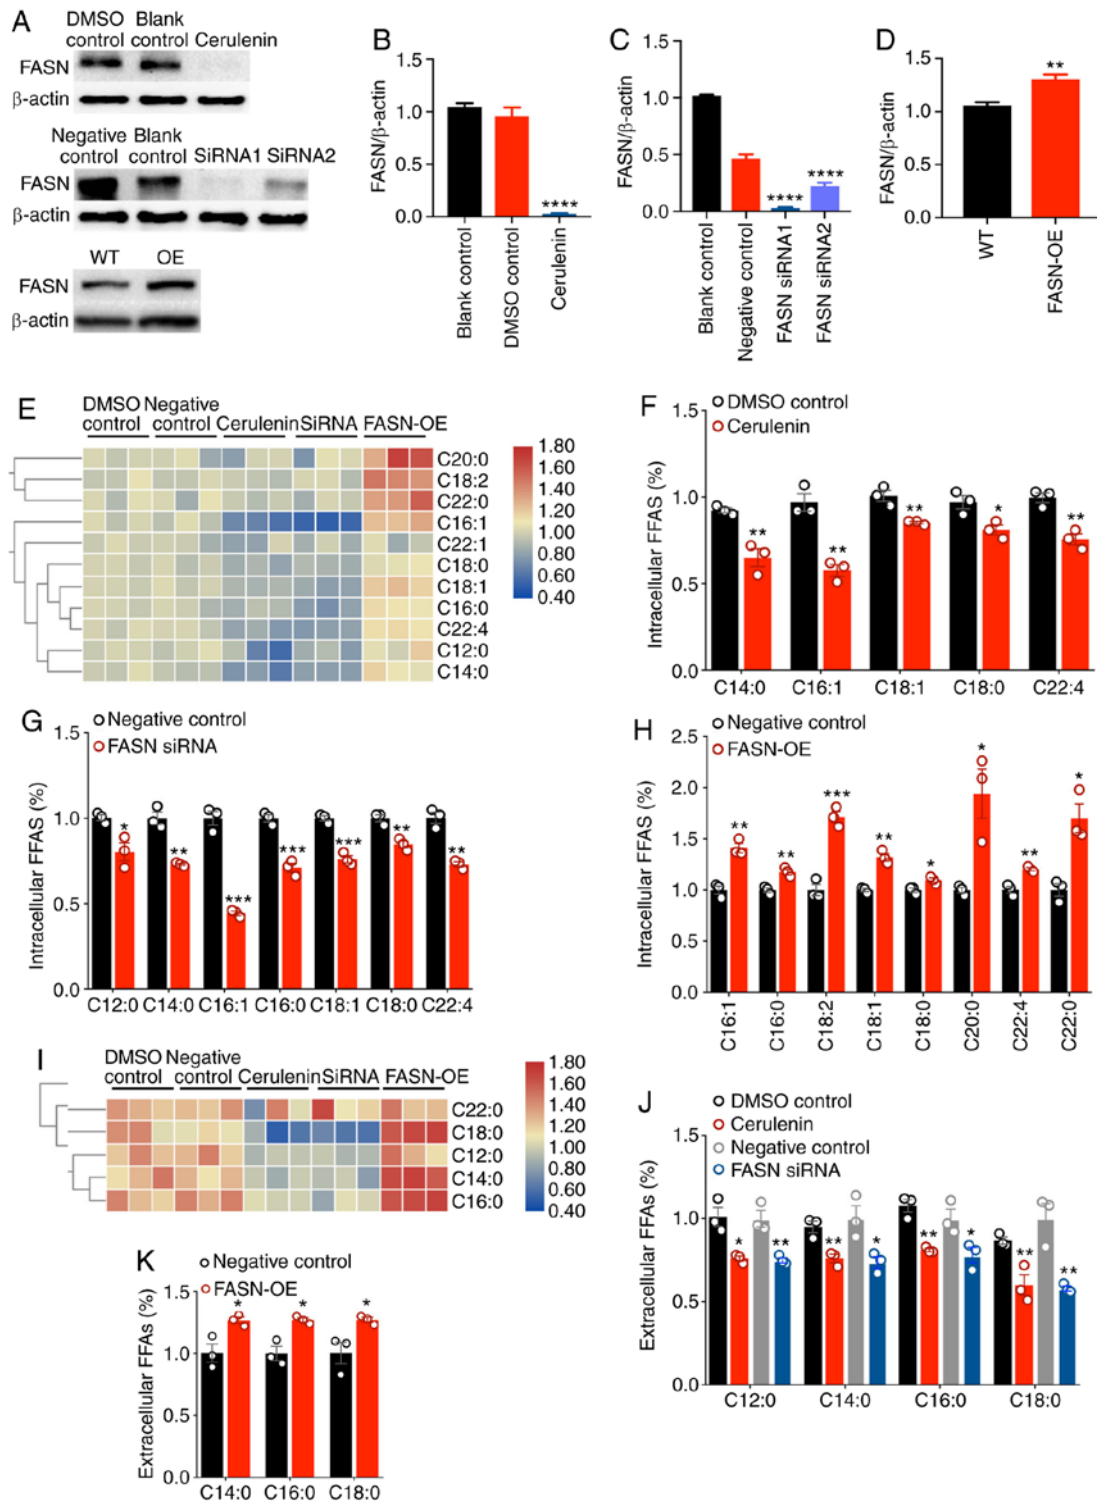 A
DMSO control
Blank control
Cerulenin
FASN
β-actin
Negative control
Blank control
SiRNA1
SiRNA2
FASN
β-actin
WT
OE
FASN
β-actin
B
FASN/β-actin
1.5
1.0
0.5
0.0
****
Blank control
DMSO control
Cerulenin
C
FASN/β-actin
1.5
1.0
0.5
0
****
****
Blank control
Negative control
FASN siRNA1
FASN siRNA2
D
FASN/β-actin
1.5
1.0
0.5
0.0
**
WT
FASN-OE
E
DMSO control
Negative control
Cerulenin
SiRNA
FASN-OE
C20:0
C18:2
C22:0
C16:1
C22:1
C18:0
C18:1
C16:0
C22:4
C12:0
C14:0
1.80
1.60
1.40
1.20
1.00
0.80
0.60
0.40
F
DMSO control
Cerulenin
Intracellular FFAS (%)
1.5
1.0
0.5
0.0
**
**
**
*
**
C14:0
C16:1
C18:1
C18:0
C22:4
G
Negative control
FASN siRNA
Intracellular FFAS (%)
1.5
1.0
0.5
0.0
*
**
***
***
***
**
**
C12:0
C14:0
C16:1
C16:0
C18:1
C18:0
C22:4
H
Negative control
FASN-OE
Intracellular FFAS (%)
2.5
2.0
1.5
1.0
0.5
0.0
**
**
***
**
*
*
**
*
C16:1
C16:0
C18:2
C18:1
C18:0
C20:0
C22:4
C22:0
I
DMSO control
Negative control
Cerulenin
SiRNA
FASN-OE
C22:0
C18:0
C12:0
C14:0
C16:0
1.80
1.60
1.40
1.20
1.00
0.80
0.60
0.40
J
DMSO control
Cerulenin
Negative control
FASN siRNA
Extracellular FFAs (%)
1.5
1.0
0.5
0.0
*
**
**
*
**
*
**
**
C12:0
C14:0
C16:0
C18:0
K
Negative control
FASN-OE
Extracellular FFAs (%)
1.5
1.0
0.5
0.0
*
*
*
C14:0
C16:0
C18:0